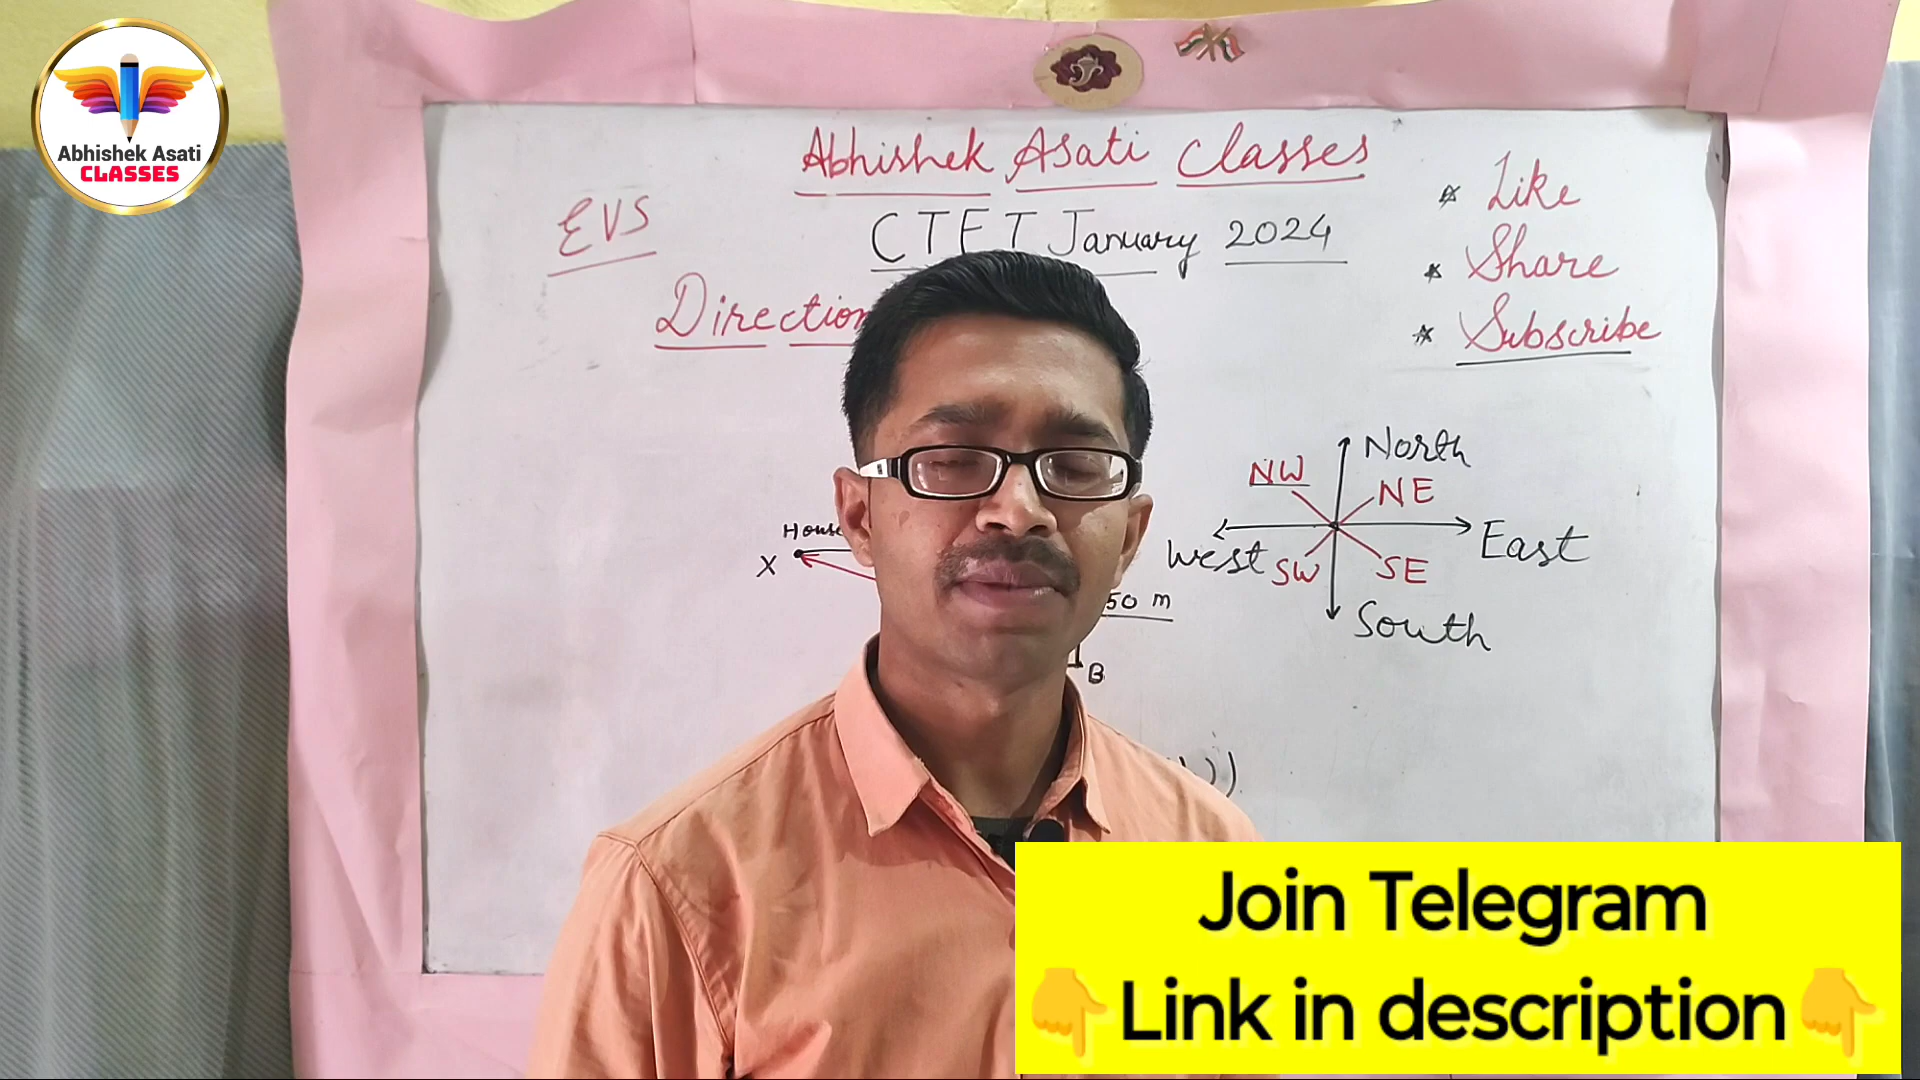 Abhishek Asati
CLASSES
Abhishek Asati Classes
EVS
CTET January 2024
Direction
Like
Share
Subscribe
North
NW
NE
West
East
SW
SE
South
House
X
50 m
B
Join Telegram
👇Link in description👇